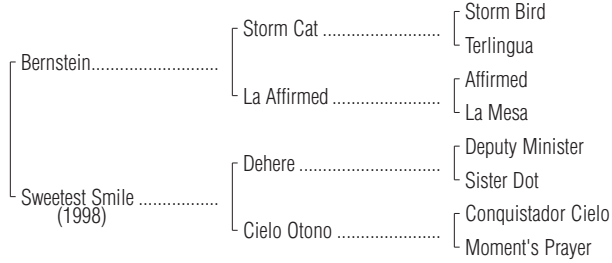 Storm Bird
Storm Cat ..........................
Terlingua
Bernstein............................
Affirmed
La Affirmed ........................
La Mesa
Deputy Minister
Dehere ...............................
Sister Dot
Sweetest Smile ..................
(1998)
Conquistador Cielo
Cielo Otono .......................
Moment's Prayer